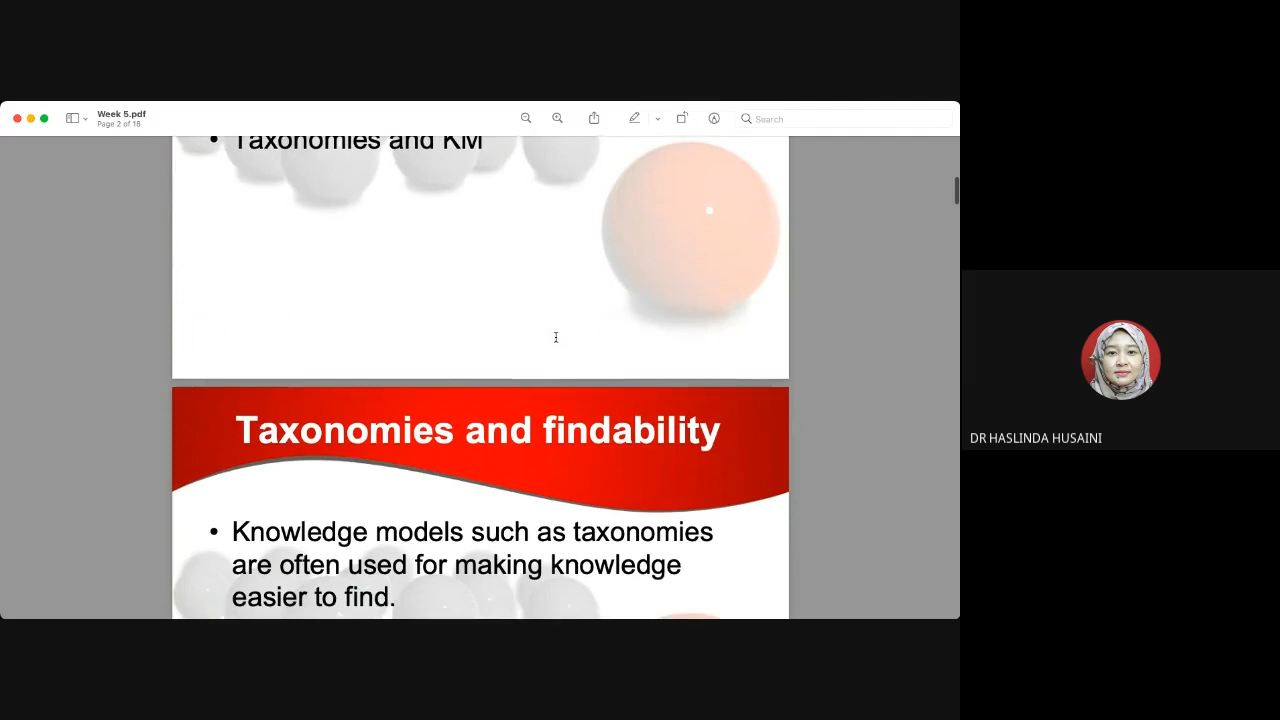 Week 5.pdf
Page 2 of 18
Search
• Taxonomies and KM
Taxonomies and findability
• Knowledge models such as taxonomies
are often used for making knowledge
easier to find.
DR HASLINDA HUSAINI